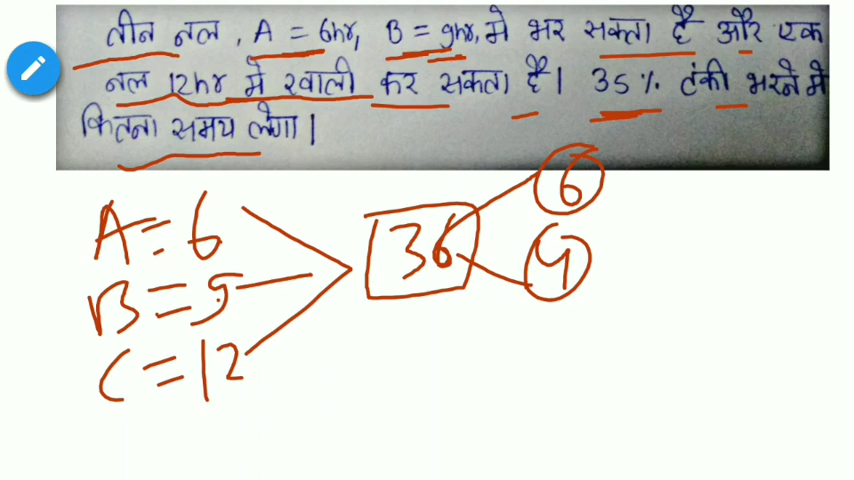 तीन नल, A = 6hr, B = 9hr, मे भर सकता है और एक
नल 12hr मे खाली कर सकता है। 35% टंकी भरने मे
कितना समय लेगा।
A = 6
B = 9
C = 12
36
6
4